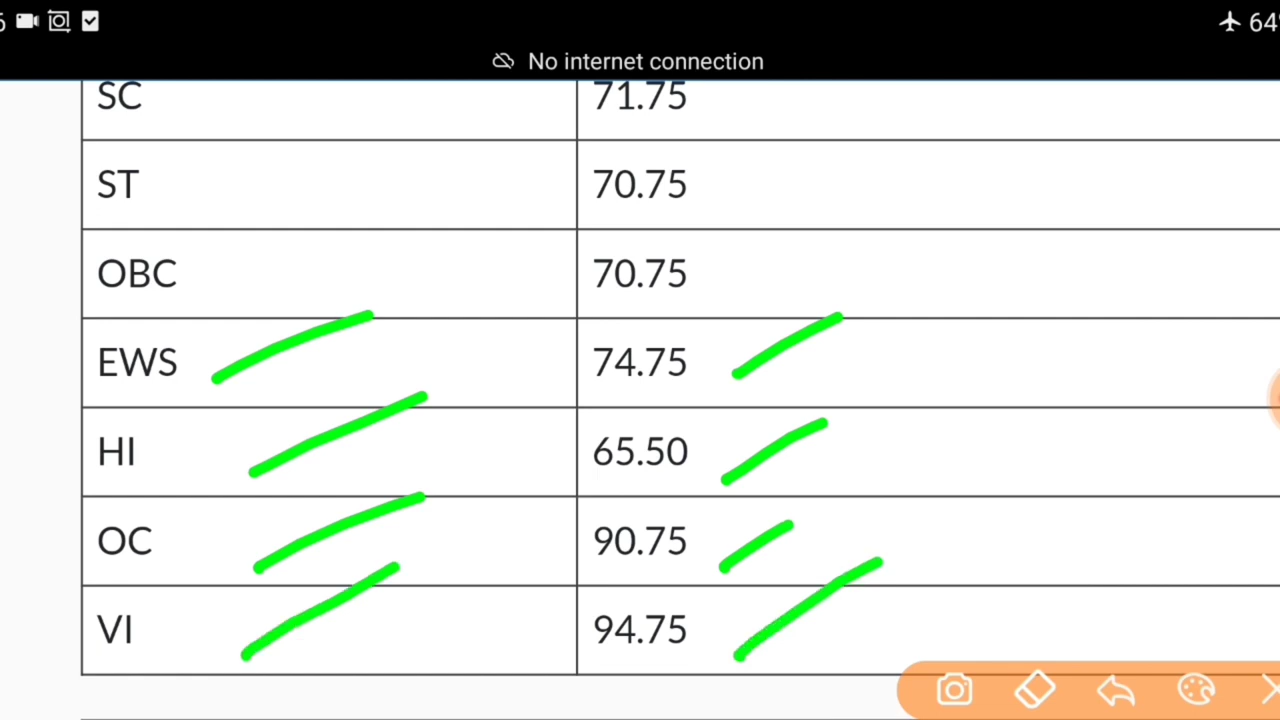 No internet connection
SC 71.75
ST 70.75
OBC 70.75
EWS 74.75
HI 65.50
OC 90.75
VI 94.75